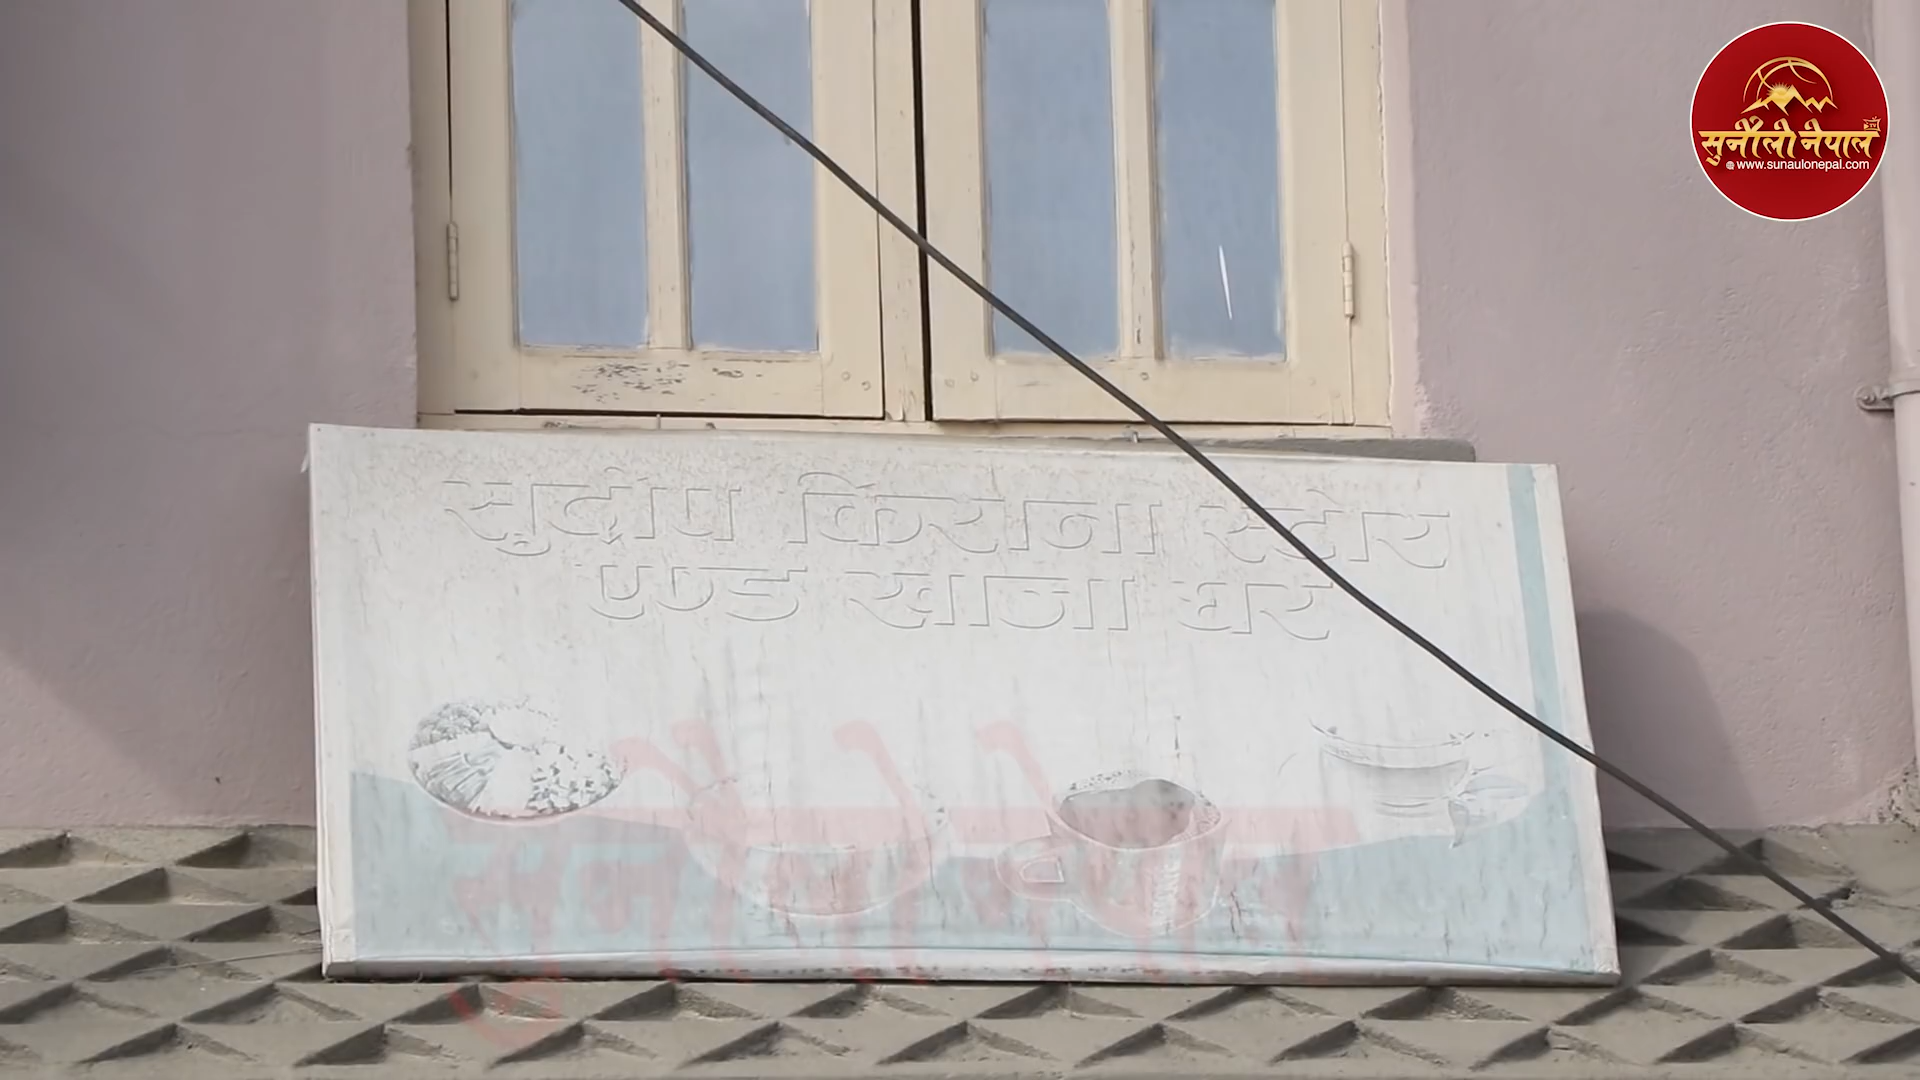 सुदीप किराना स्टोर
एण्ड खाना घर
सुनौलो नेपाल
सुनौलो नेपाल
www.sunaulonepal.com